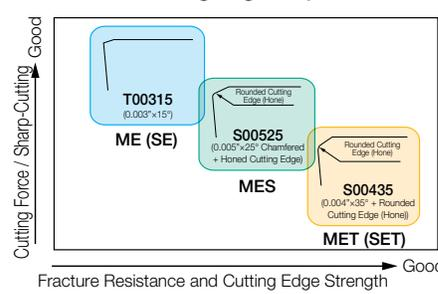 Good
Cutting Force / Sharp-Cutting
T00315
(0.003"×15°)
ME (SE)
Rounded Cutting
Edge (Hone)
S00525
(0.005"×25° Chamfered
+ Honed Cutting Edge)
MES
Rounded Cutting
Edge (Hone)
S00435
(0.004"×35° + Rounded
Cutting Edge (Hone))
MET (SET)
Good
Fracture Resistance and Cutting Edge Strength